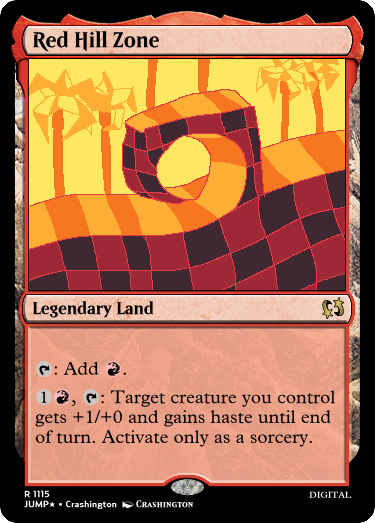 Red Hill Zone
Legendary Land
: Add .
1 , : Target creature you control
gets +1/+0 and gains haste until end
of turn. Activate only as a sorcery.
R 1115
DIGITAL
JUMP★ • Crashington CRASHINGTON